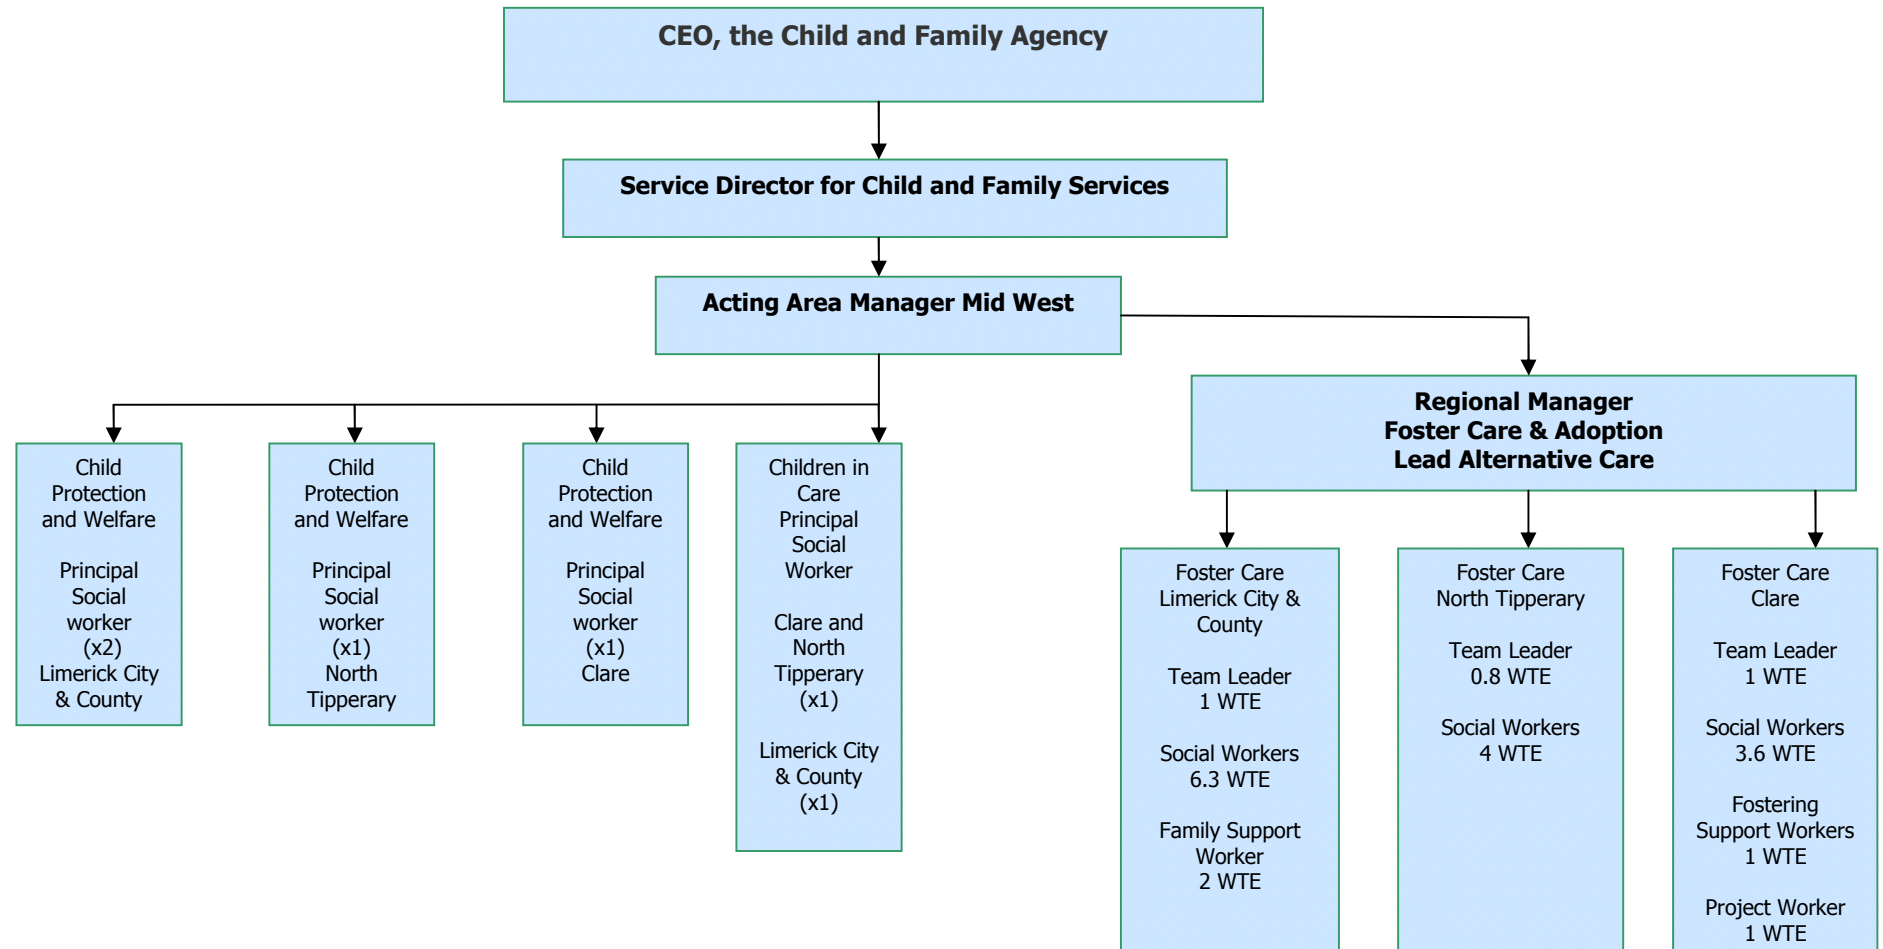 CEO, the Child and Family Agency
Service Director for Child and Family Services
Acting Area Manager Mid West
Regional Manager
Foster Care & Adoption
Lead Alternative Care
Child
Protection
and Welfare
Principal
Social
worker
(x2)
Limerick City
& County
Child
Protection
and Welfare
Principal
Social
worker
(x1)
North
Tipperary
Child
Protection
and Welfare
Principal
Social
worker
(x1)
Clare
Children in
Care
Principal
Social
Worker
Clare and
North
Tipperary
(x1)
Limerick City
& County
(x1)
Foster Care
Limerick City &
County
Team Leader
1 WTE
Social Workers
6.3 WTE
Family Support
Worker
2 WTE
Foster Care
North Tipperary
Team Leader
0.8 WTE
Social Workers
4 WTE
Foster Care
Clare
Team Leader
1 WTE
Social Workers
3.6 WTE
Fostering
Support Workers
1 WTE
Project Worker
1 WTE